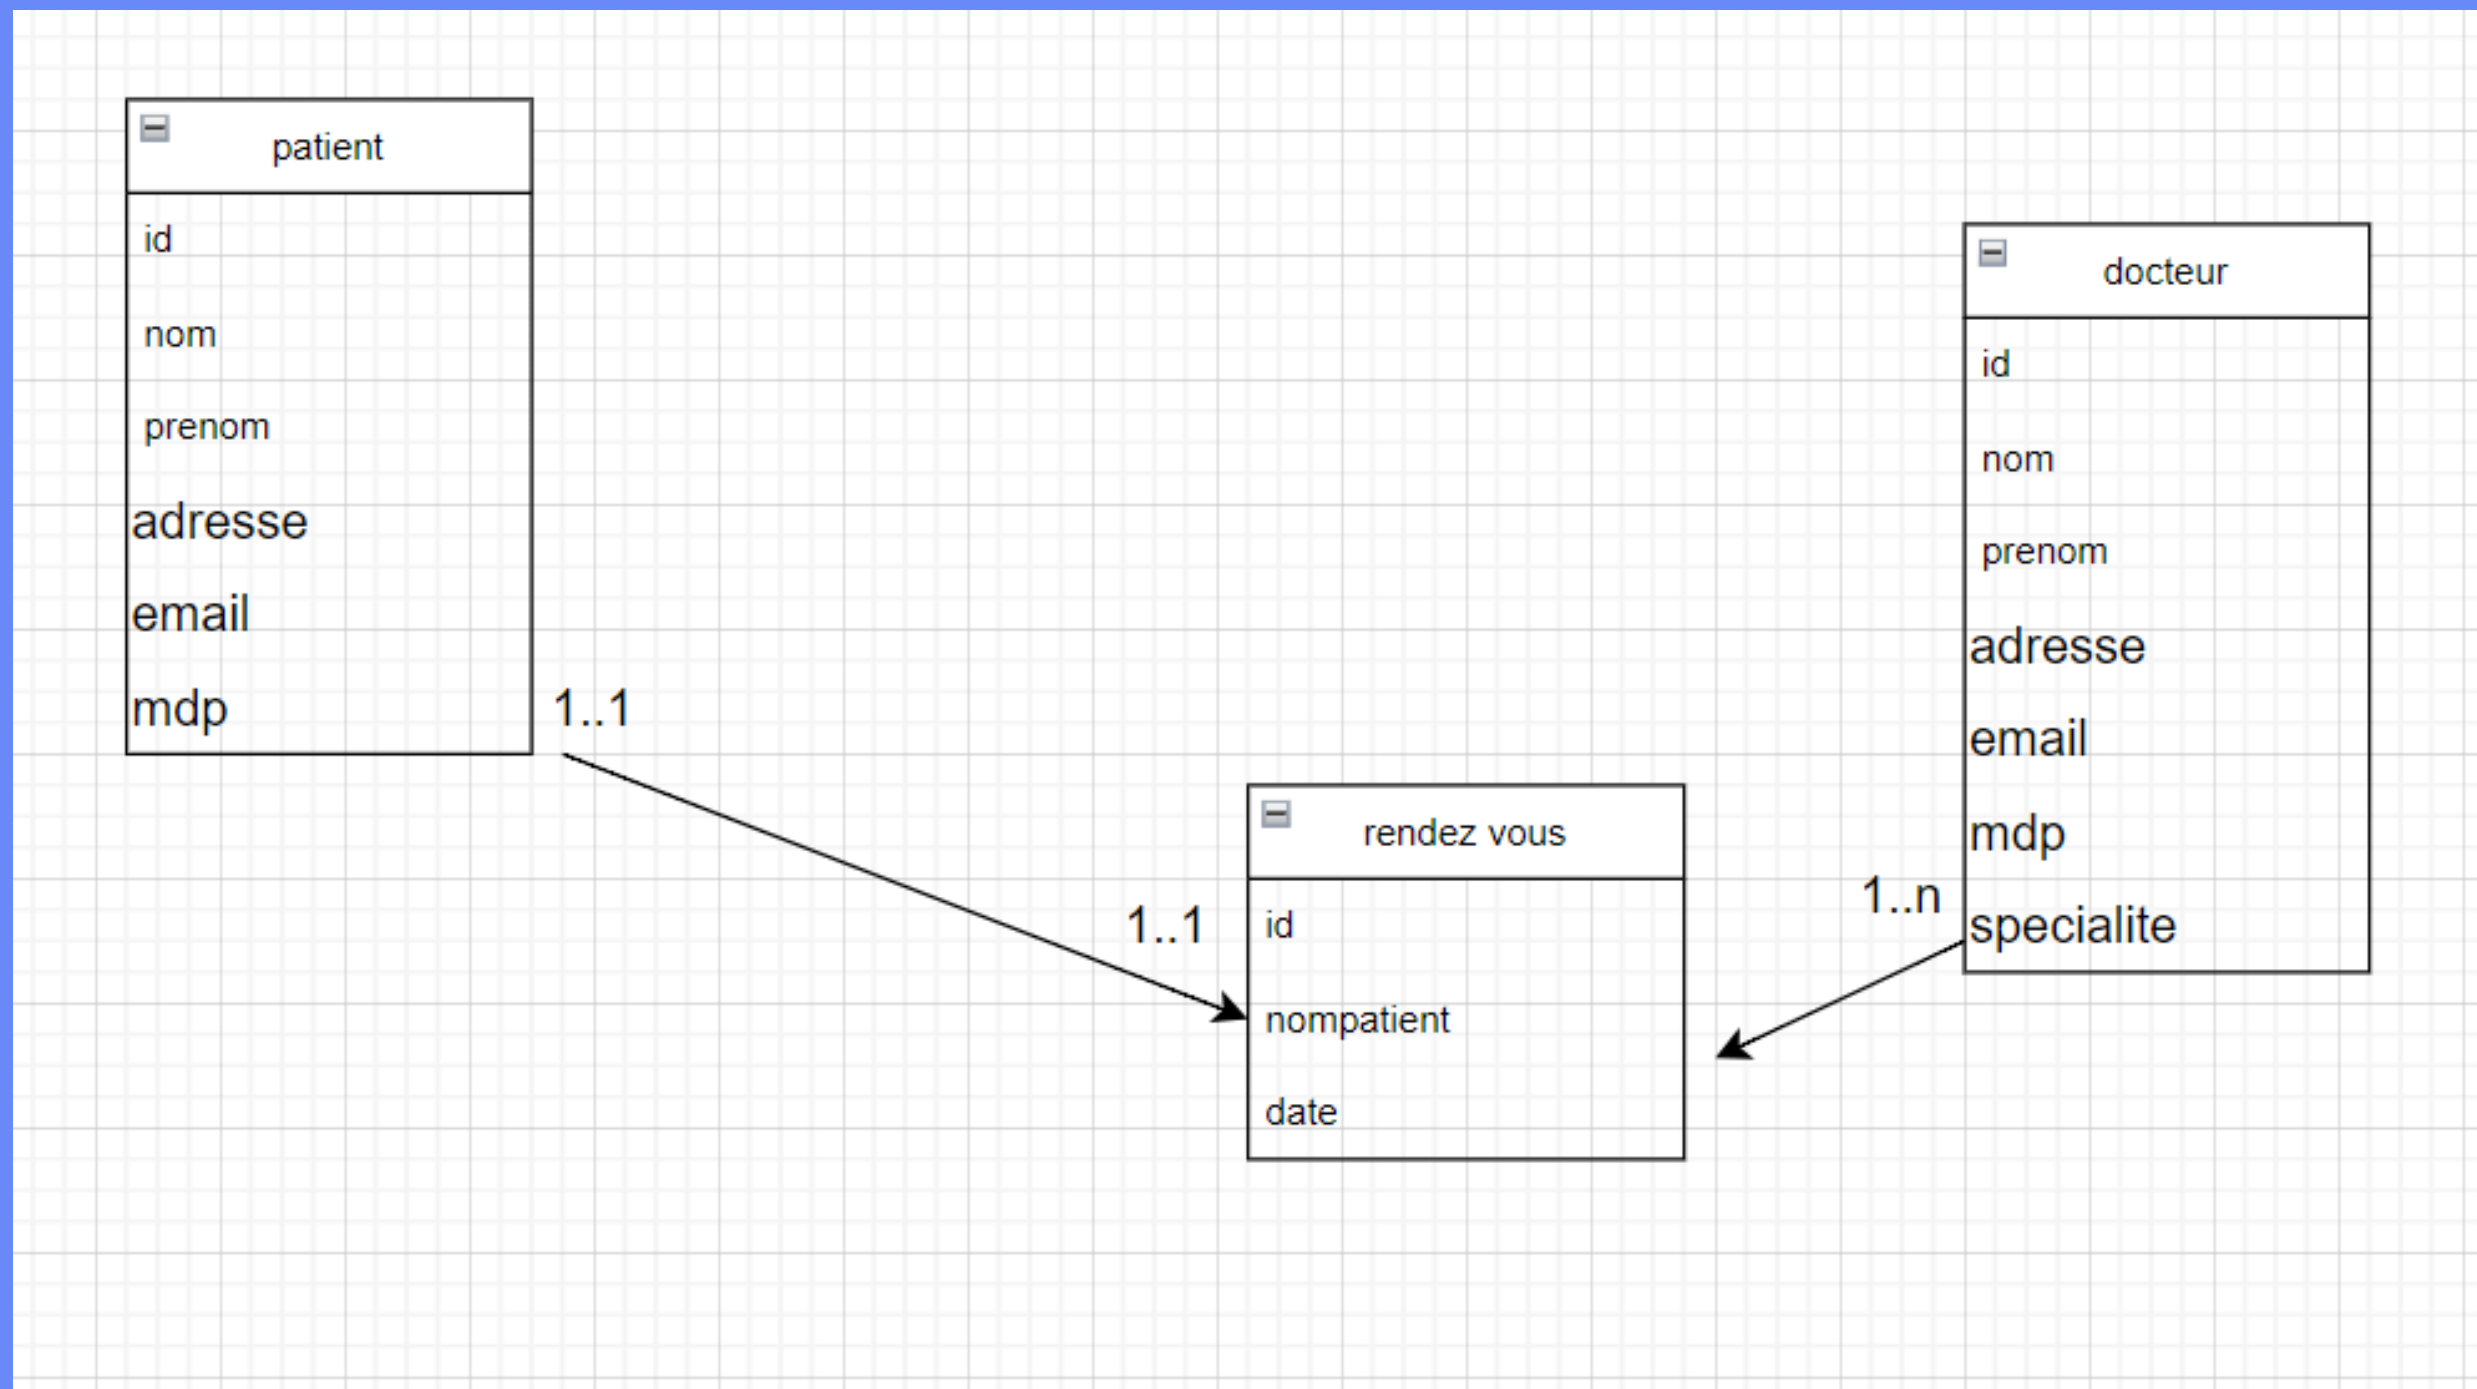 patient
id
nom
prenom
adresse
email
mdp
1..1
1..1
rendez vous
id
nompatient
date
1..n
docteur
id
nom
prenom
adresse
email
mdp
specialite